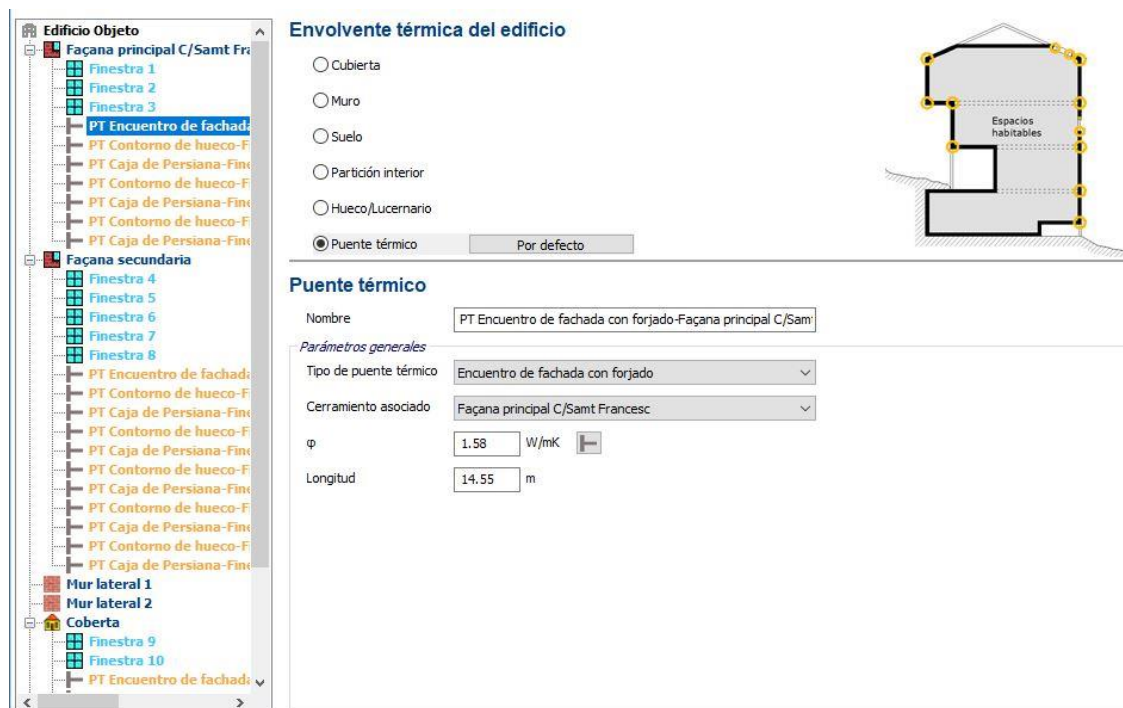 Edificio Objeto
Façana principal C/Samt Fra
Finestra 1
Finestra 2
Finestra 3
PT Encuentro de fachada
PT Contorno de hueco-F
PT Caja de Persiana-Fine
PT Contorno de hueco-F
PT Caja de Persiana-Fine
PT Contorno de hueco-F
PT Caja de Persiana-Fine
Façana secundaria
Finestra 4
Finestra 5
Finestra 6
Finestra 7
Finestra 8
PT Encuentro de fachada
PT Contorno de hueco-F
PT Caja de Persiana-Fine
PT Contorno de hueco-F
PT Caja de Persiana-Fine
PT Contorno de hueco-F
PT Caja de Persiana-Fine
PT Contorno de hueco-F
PT Caja de Persiana-Fine
PT Contorno de hueco-F
PT Caja de Persiana-Fine
Mur lateral 1
Mur lateral 2
Coberta
Finestra 9
Finestra 10
PT Encuentro de fachada
Envolvente térmica del edificio
Cubierta
Muro
Suelo
Partición interior
Hueco/Lucernario
Puente térmico Por defecto
Espacios
habitables
Puente térmico
Nombre PT Encuentro de fachada con forjado-Façana principal C/Sam
Parámetros generales
Tipo de puente térmico Encuentro de fachada con forjado
Cerramiento asociado Façana principal C/Samt Francesc
φ 1.58 W/mK
Longitud 14.55 m